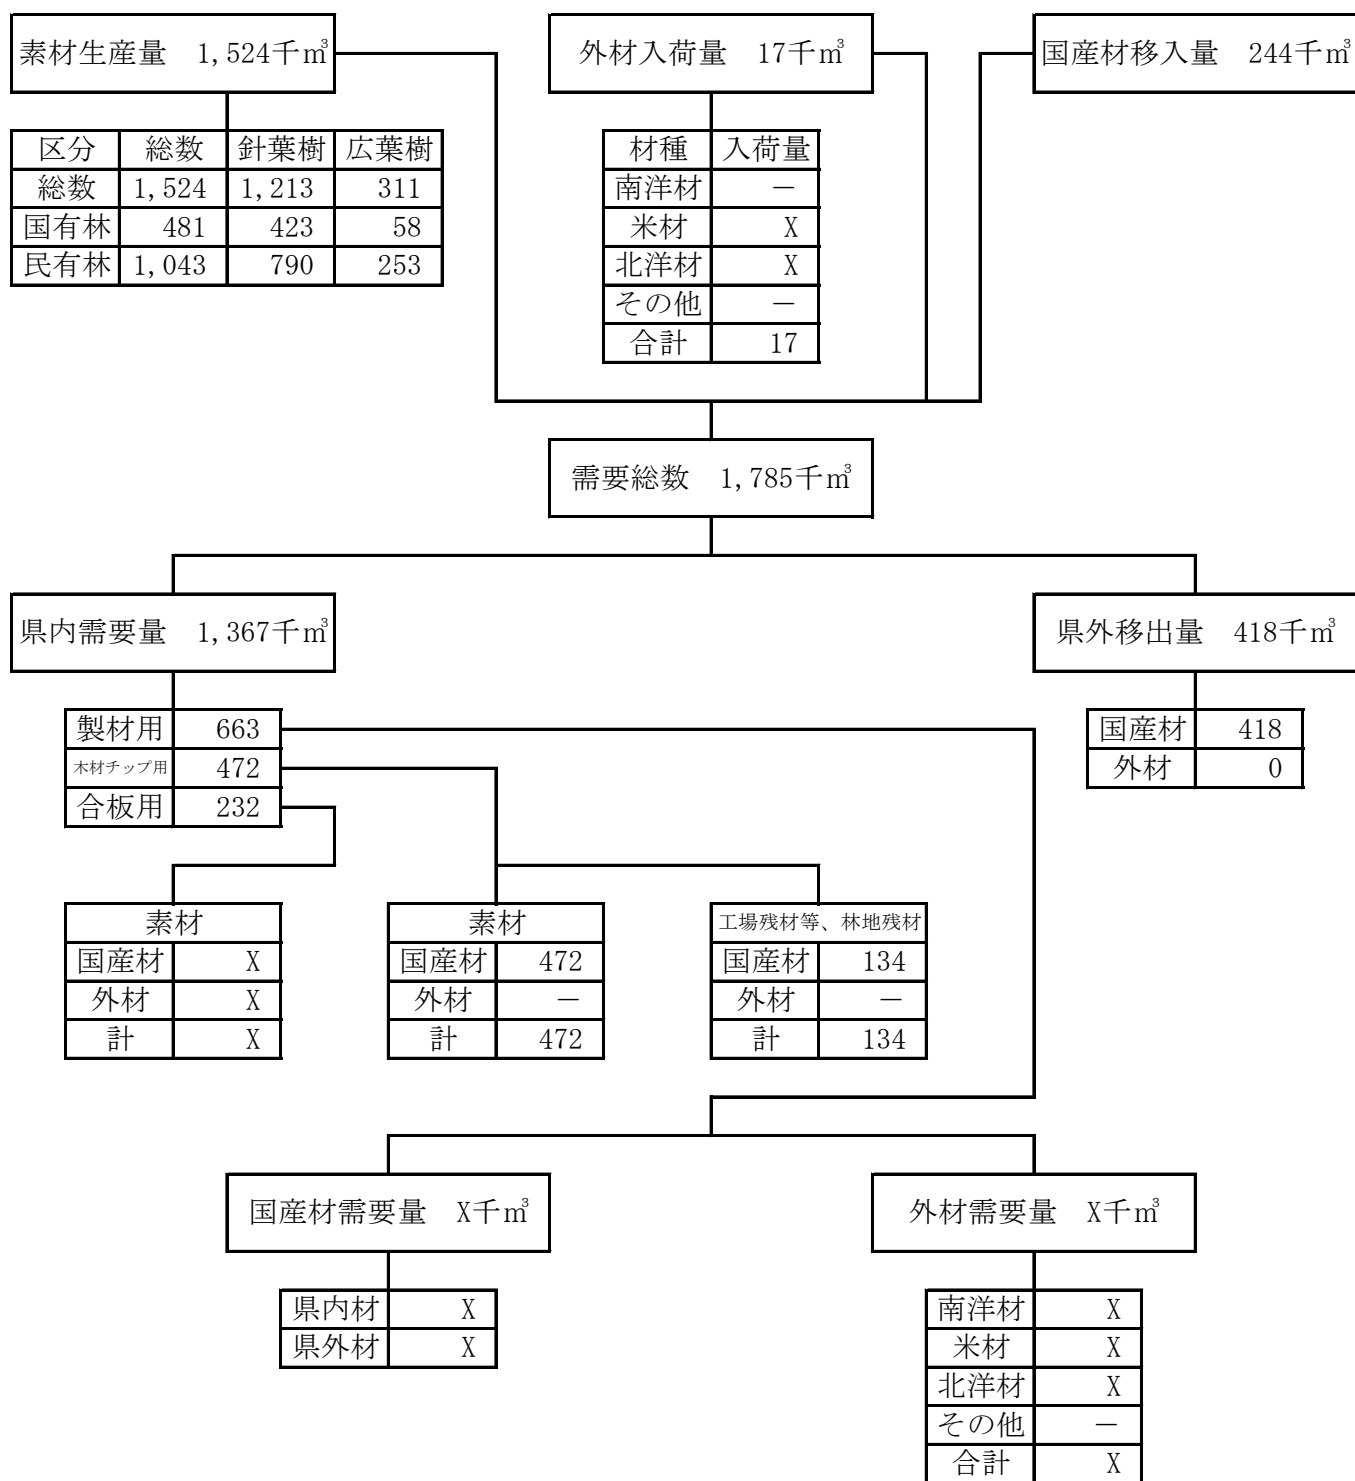 素材生産量　1,524千㎥
外材入荷量　17千㎥
国産材移入量　244千㎥
区分 総数 針葉樹 広葉樹
総数 1,524 1,213 311
国有林 481 423 58
民有林 1,043 790 253
材種 入荷量
南洋材 －
米材 X
北洋材 X
その他 －
合計 17
需要総数　1,785千㎥
県内需要量　1,367千㎥
県外移出量　418千㎥
製材用 663
木材チップ用 472
合板用 232
国産材 418
外材 0
素材
国産材 X
外材 X
計 X
素材
国産材 472
外材 －
計 472
工場残材等、林地残材
国産材 134
外材 －
計 134
国産材需要量　X千㎥
外材需要量　X千㎥
県内材 X
県外材 X
南洋材 X
米材 X
北洋材 X
その他 －
合計 X